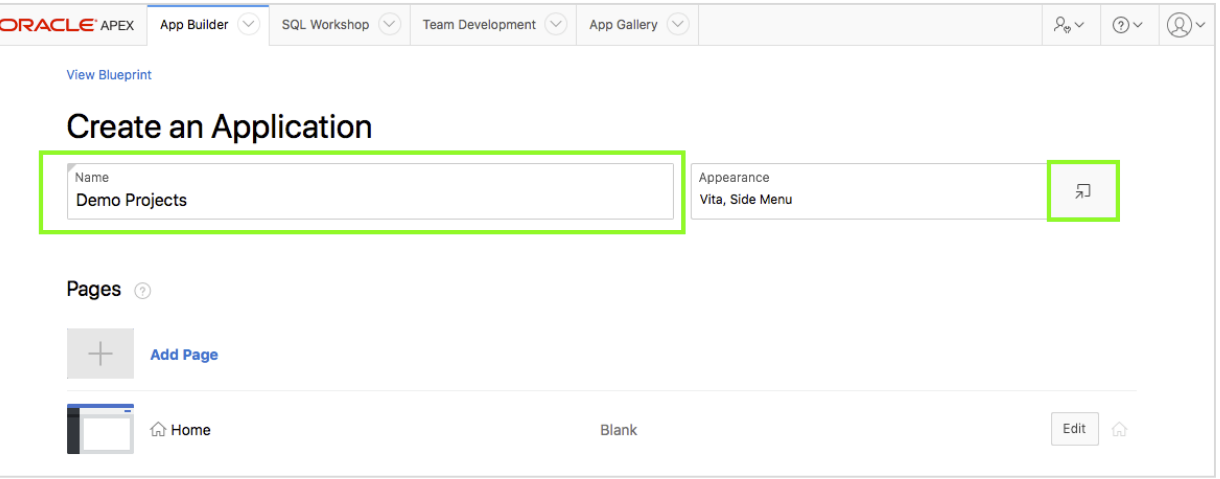 ORACLE APEX App Builder SQL Workshop Team Development App Gallery
View Blueprint
Create an Application
Name
Demo Projects
Appearance
Vita, Side Menu
Pages
Add Page
Home Blank Edit